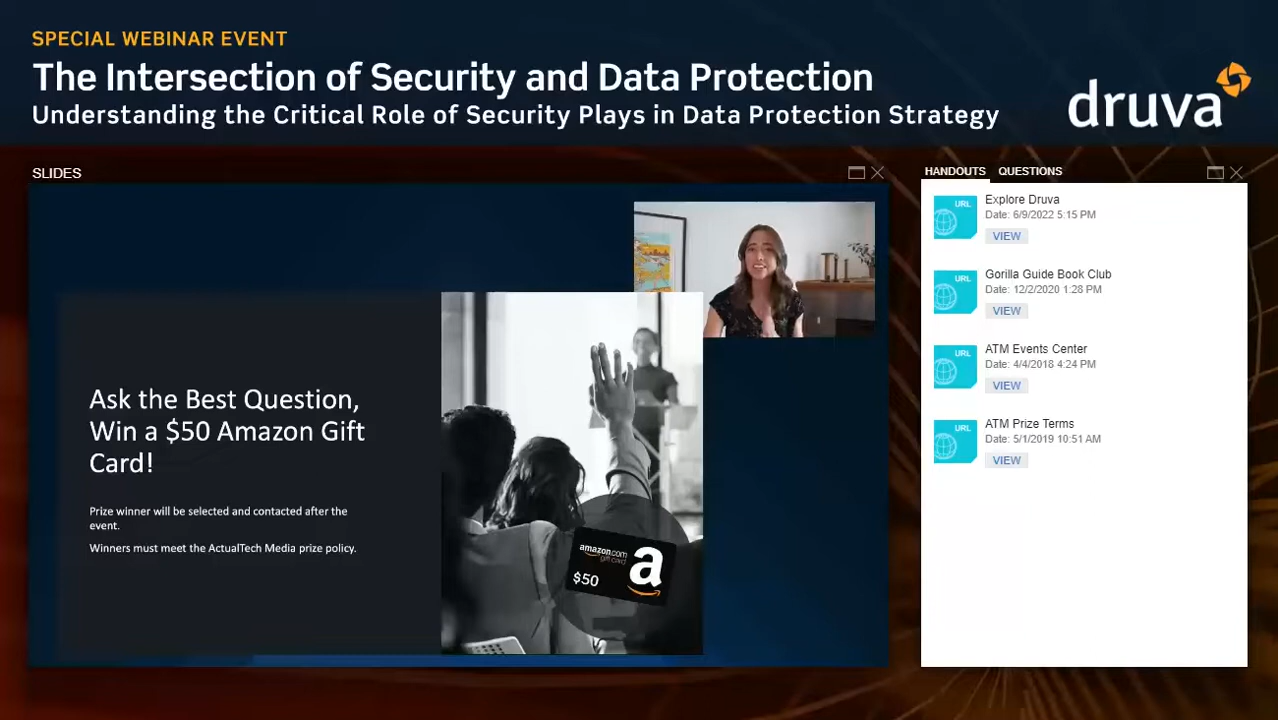 SPECIAL WEBINAR EVENT
The Intersection of Security and Data Protection
Understanding the Critical Role of Security Plays in Data Protection Strategy
druva
SLIDES
Ask the Best Question,
Win a $50 Amazon Gift
Card!
Prize winner will be selected and contacted after the
event.
Winners must meet the ActualTech Media prize policy.
amazon.com
gift card
$50
a
HANDOUTS QUESTIONS
URL
Explore Druva
Date: 6/9/2022 5:15 PM
VIEW
URL
Gorilla Guide Book Club
Date: 12/2/2020 1:28 PM
VIEW
URL
ATM Events Center
Date: 4/4/2018 4:24 PM
VIEW
URL
ATM Prize Terms
Date: 5/1/2019 10:51 AM
VIEW